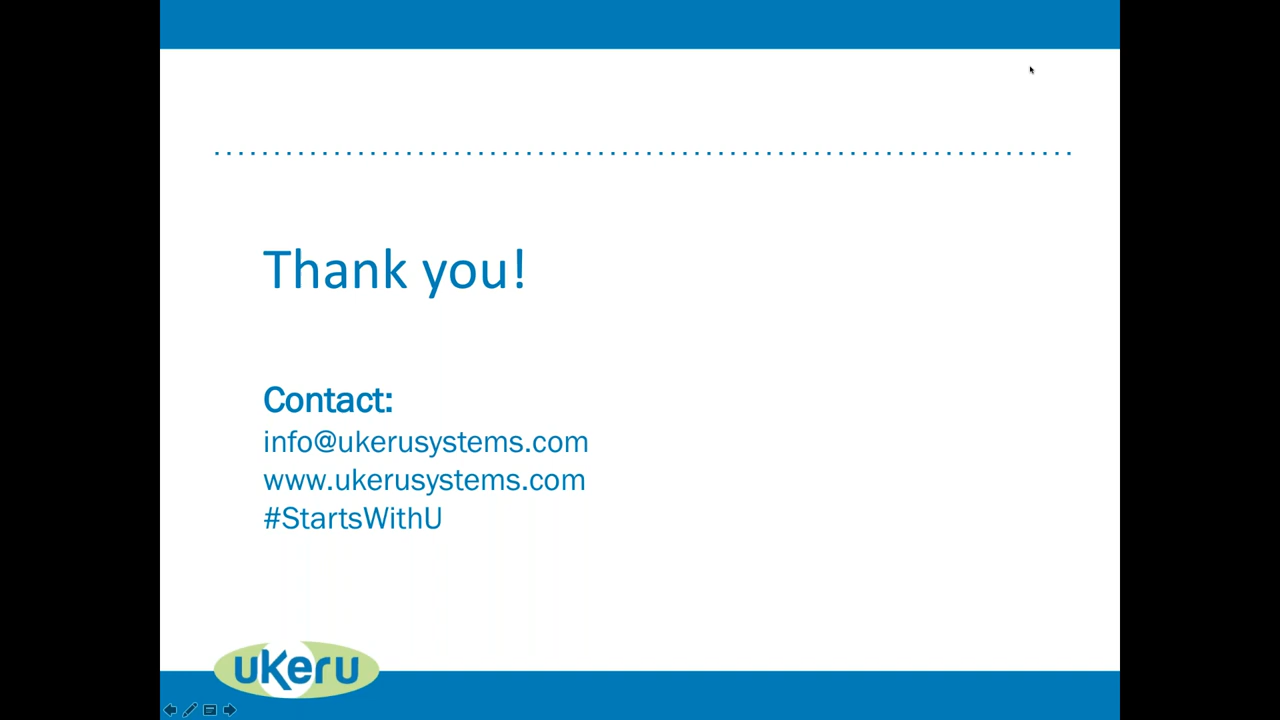 Thank you!
Contact:
info@ukerusystems.com
www.ukerusystems.com
#StartsWithU
ukeru